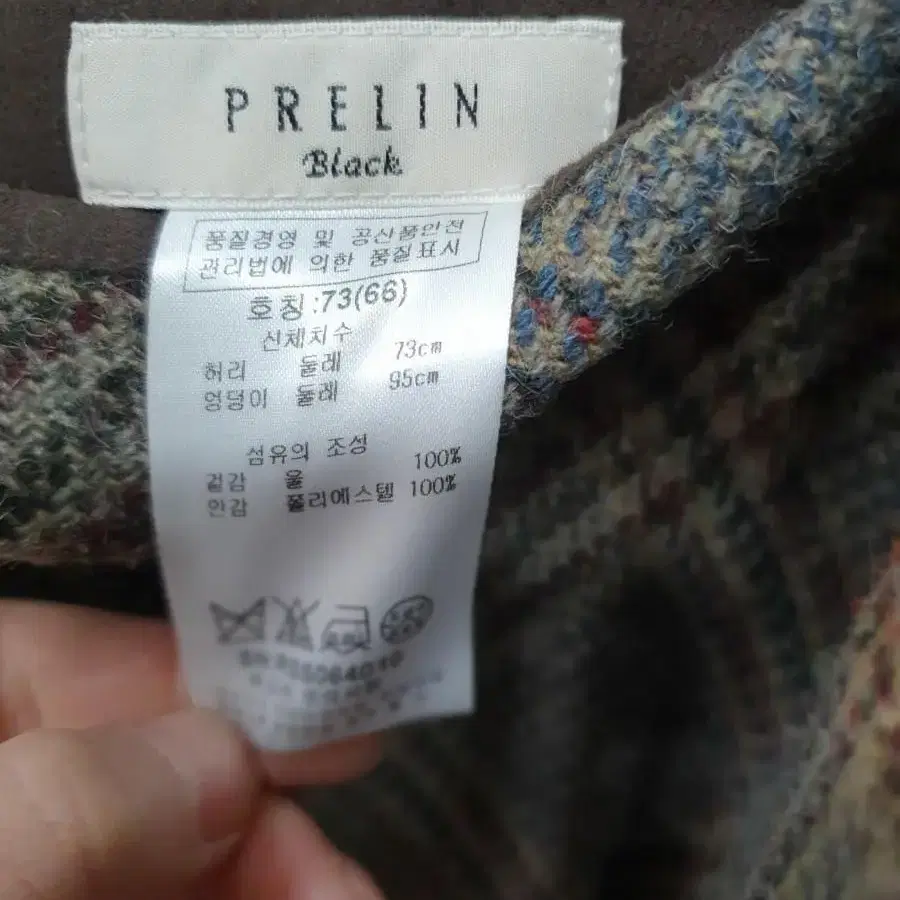 PRELIN
Black
품질경영 및 공산품안전
관리법에 의한 품질표시
호칭:73(66)
신체치수
허리 둘레 73cm
엉덩이 둘레 95cm
섬유의 조성
겉감 울 100%
안감 폴리에스텔 100%